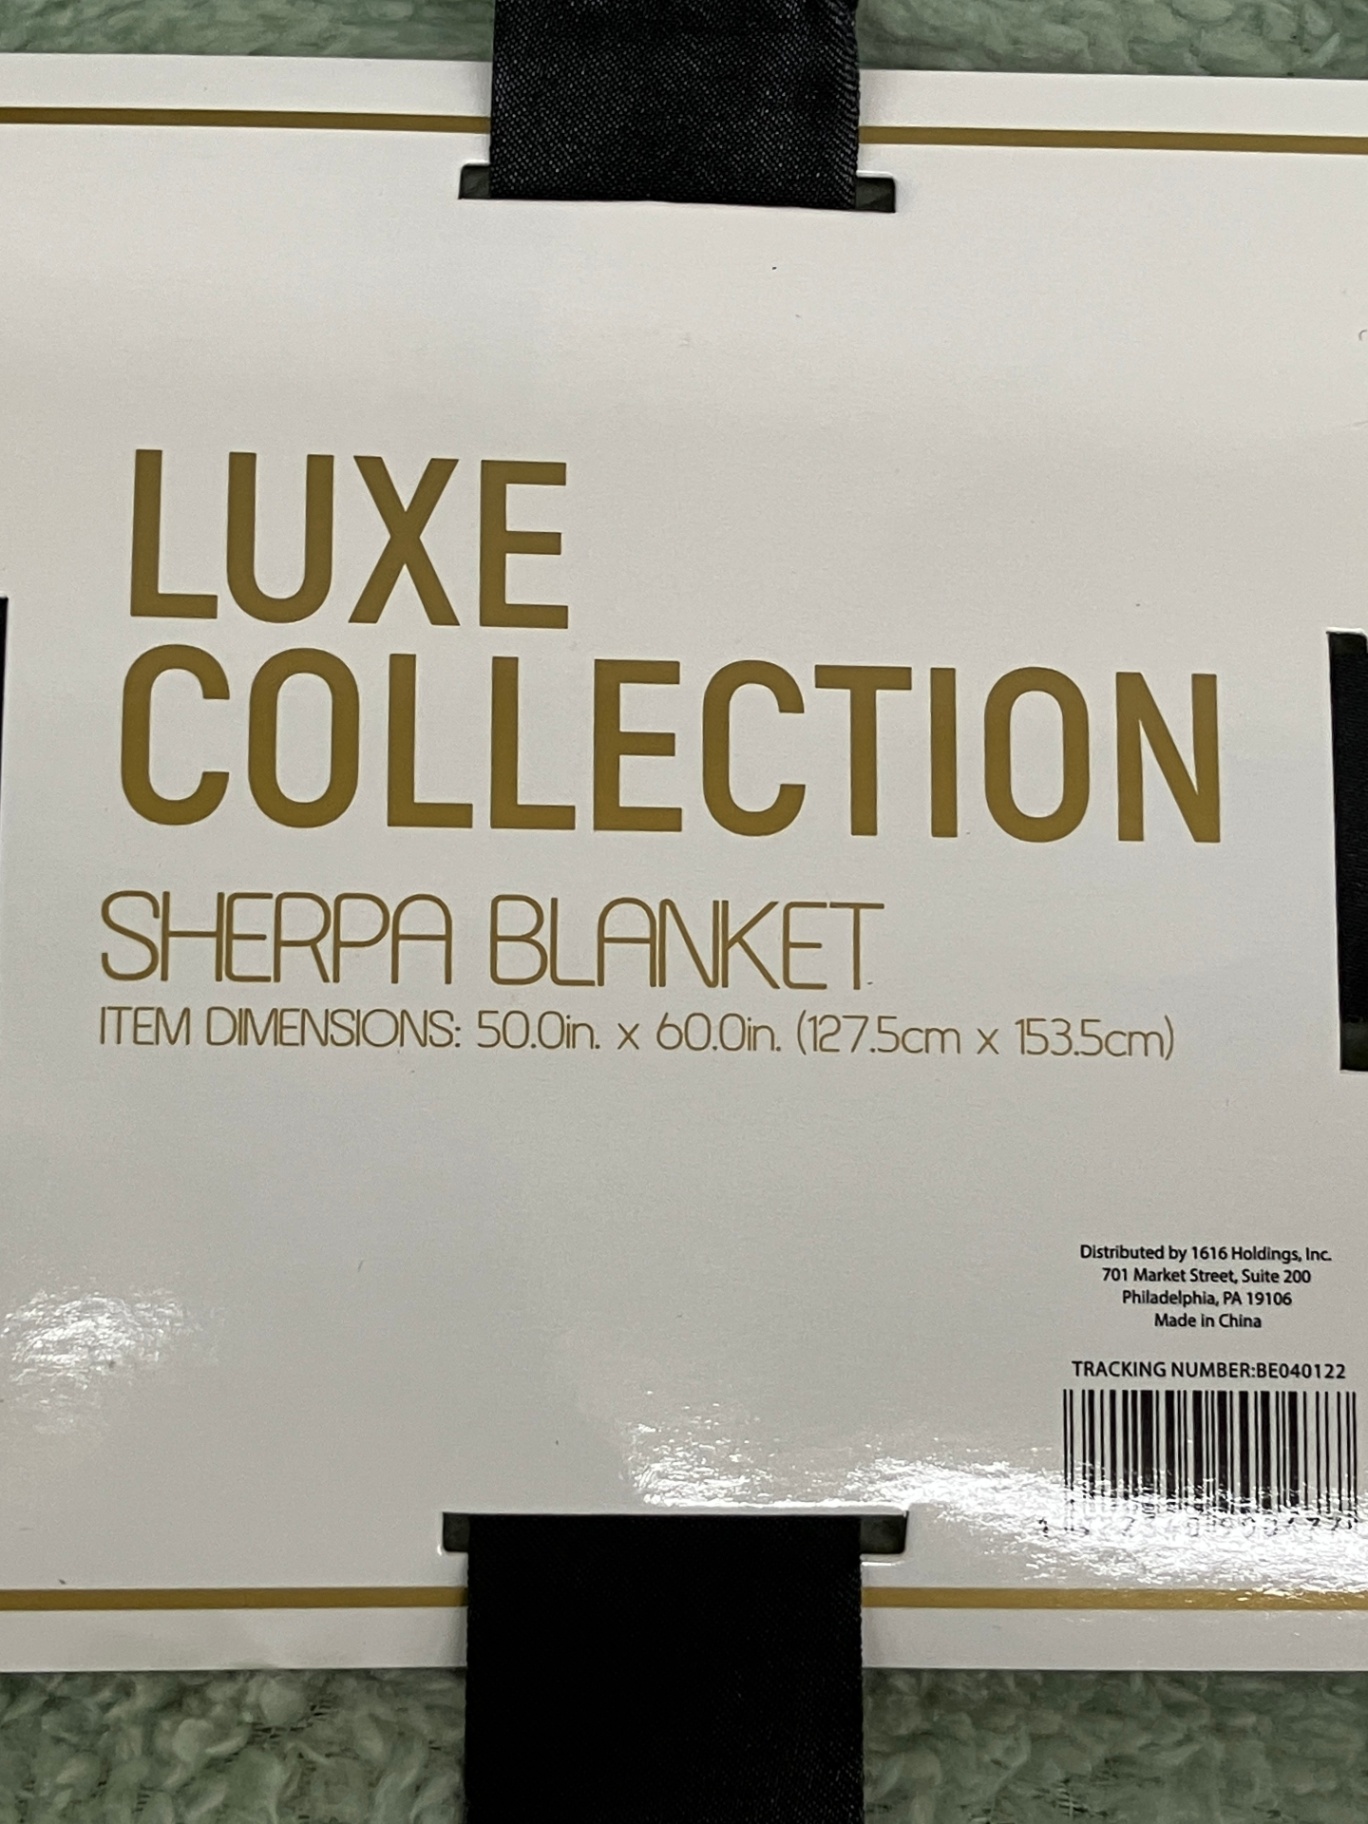 LUXE
COLLECTION
SHERPA BLANKET
ITEM DIMENSIONS: 50.0in. x 60.0in. (127.5cm x 153.5cm)
Distributed by 1616 Holdings, Inc.
701 Market Street, Suite 200
Philadelphia, PA 19106
Made in China
TRACKING NUMBER:BE040122